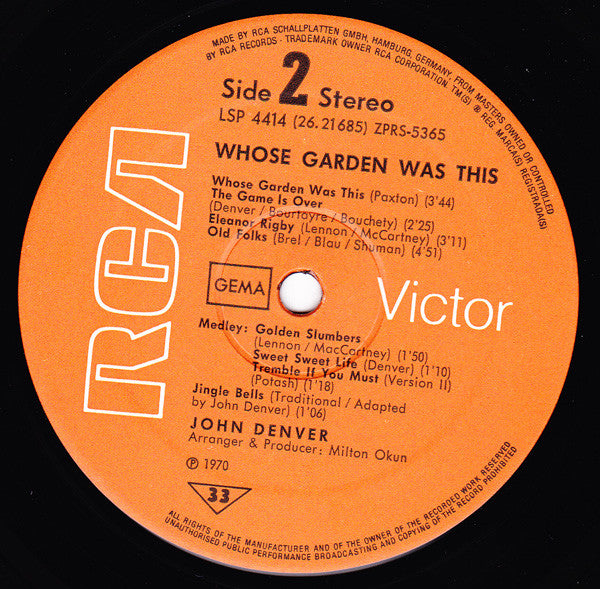 MADE BY RCA SCHALLPLATTEN GMBH, HAMBURG, GERMANY, FROM MASTERS OWNED OR CONTROLLED
BY RCA RECORDS · TRADEMARK OWNER RCA CORPORATION. TM(S) ® REG. MARCA(S) REGISTRADA(S)
Side 2 Stereo
LSP 4414 (26.21685) ZPRS-5365
WHOSE GARDEN WAS THIS
Whose Garden Was This (Paxton) (3'44)
The Game Is Over
(Denver / Bourtayre / Bouchety) (2'25)
Eleanor Rigby (Lennon / McCartney) (3'11)
Old Folks (Brel / Blau / Shuman) (4'51)
RCA
GEMA
Victor
Medley: Golden Slumbers
(Lennon / MacCartney) (1'50)
Sweet Sweet Life (Denver) (1'10)
Tremble If You Must (Version II)
(Potash) (1'18)
Jingle Bells (Traditional / Adapted
by John Denver) (1'06)
JOHN DENVER
Arranger & Producer: Milton Okun
℗ 1970
33
ALL RIGHTS OF THE MANUFACTURER AND OF THE OWNER OF THE RECORDED WORK RESERVED
UNAUTHORISED PUBLIC PERFORMANCE BROADCASTING AND COPYING OF THE RECORD PROHIBITED